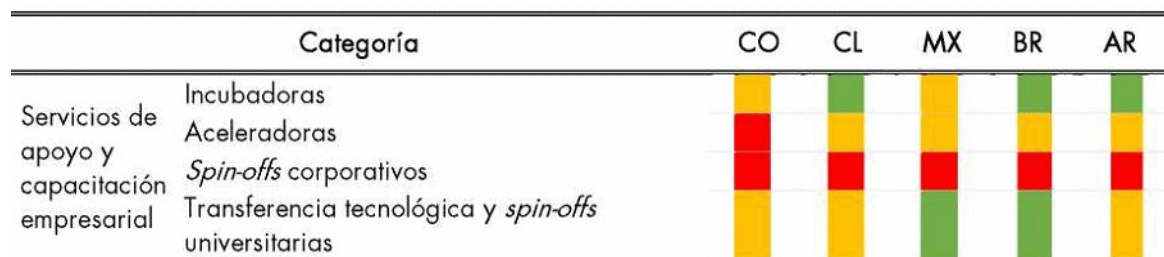 Categoría CO CL MX BR AR
Servicios de
apoyo y
capacitación
empresarial
Incubadoras
Aceleradoras
Spin-offs corporativos
Transferencia tecnológica y spin-offs
universitarias